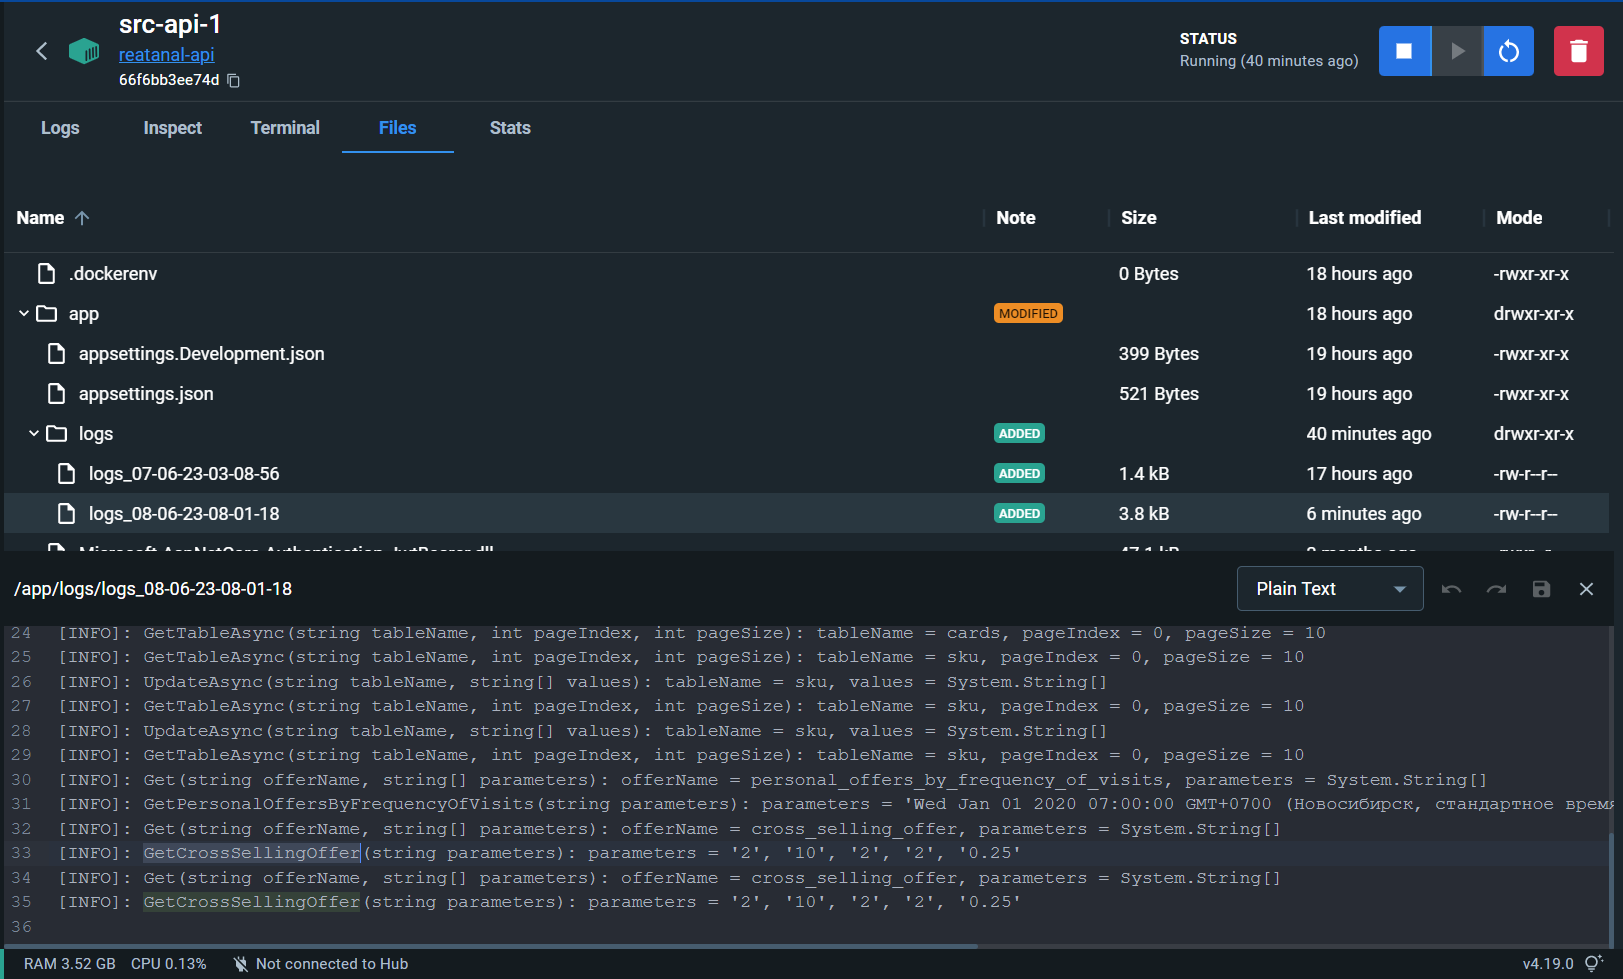 src-api-1
reatanal-api
66f6bb3ee74d
STATUS
Running (40 minutes ago)
Logs Inspect Terminal Files Stats
Name Note Size Last modified Mode
.dockerenv 0 Bytes 18 hours ago -rwxr-xr-x
app MODIFIED 18 hours ago drwxr-xr-x
appsettings.Development.json 399 Bytes 19 hours ago -rwxr-xr-x
appsettings.json 521 Bytes 19 hours ago -rwxr-xr-x
logs ADDED 40 minutes ago drwxr-xr-x
logs_07-06-23-03-08-56 ADDED 1.4 kB 17 hours ago -rw-r--r--
logs_08-06-23-08-01-18 ADDED 3.8 kB 6 minutes ago -rw-r--r--
/app/logs/logs_08-06-23-08-01-18 Plain Text
24 [INFO]: GetTableAsync(string tableName, int pageIndex, int pageSize): tableName = cards, pageIndex = 0, pageSize = 10
25 [INFO]: GetTableAsync(string tableName, int pageIndex, int pageSize): tableName = sku, pageIndex = 0, pageSize = 10
26 [INFO]: UpdateAsync(string tableName, string[] values): tableName = sku, values = System.String[]
27 [INFO]: GetTableAsync(string tableName, int pageIndex, int pageSize): tableName = sku, pageIndex = 0, pageSize = 10
28 [INFO]: UpdateAsync(string tableName, string[] values): tableName = sku, values = System.String[]
29 [INFO]: GetTableAsync(string tableName, int pageIndex, int pageSize): tableName = sku, pageIndex = 0, pageSize = 10
30 [INFO]: Get(string offerName, string[] parameters): offerName = personal_offers_by_frequency_of_visits, parameters = System.String[]
31 [INFO]: GetPersonalOffersByFrequencyOfVisits(string parameters): parameters = 'Wed Jan 01 2020 07:00:00 GMT+0700 (Новосибирск, стандартное время
32 [INFO]: Get(string offerName, string[] parameters): offerName = cross_selling_offer, parameters = System.String[]
33 [INFO]: GetCrossSellingOffer(string parameters): parameters = '2', '10', '2', '2', '0.25'
34 [INFO]: Get(string offerName, string[] parameters): offerName = cross_selling_offer, parameters = System.String[]
35 [INFO]: GetCrossSellingOffer(string parameters): parameters = '2', '10', '2', '2', '0.25'
36
RAM 3.52 GB CPU 0.13% Not connected to Hub v4.19.0